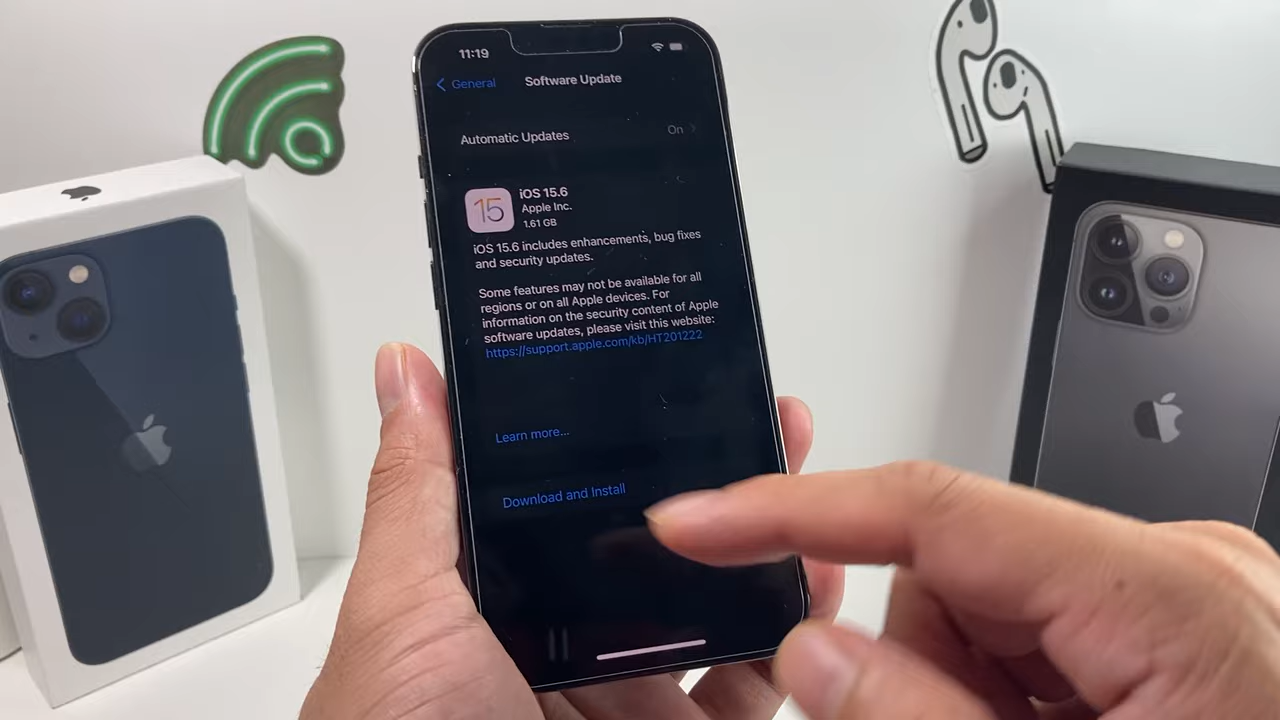 11:19
General
Software Update
Automatic Updates
On
15
iOS 15.6
Apple Inc.
1.61 GB
iOS 15.6 includes enhancements, bug fixes
and security updates.
Some features may not be available for all
regions or on all Apple devices. For
information on the security content of Apple
software updates, please visit this website:
https://support.apple.com/kb/HT201222
Learn more...
Download and Install